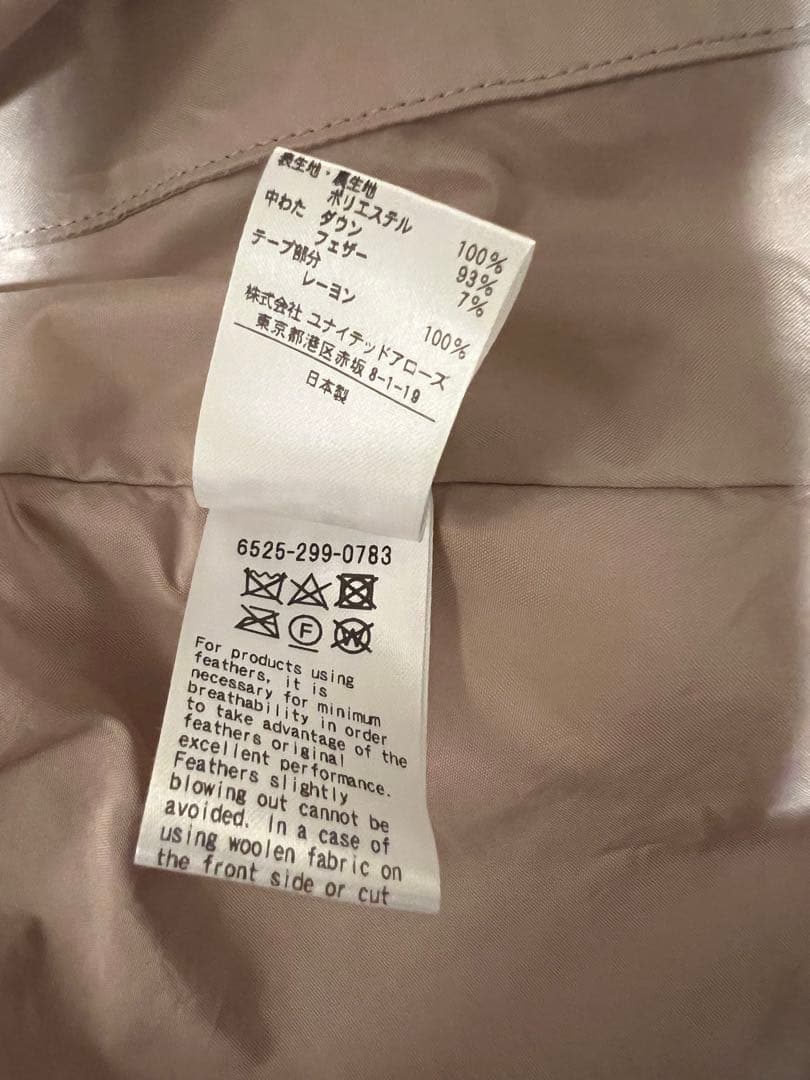 表生地・裏生地
ポリエステル 100%
中わた ダウン 93%
フェザー 7%
テープ部分
レーヨン 100%
株式会社 ユナイテッドアローズ
東京都港区赤坂 8-1-19
日本製
6525-299-0783
F
W
For products using
feathers, it is
necessary for minimum
breathability in order
to take advantage of the
feathers original
excellent performance.
Feathers slightly
blowing out cannot be
avoided. In a case of
using woolen fabric on
the front side or cut